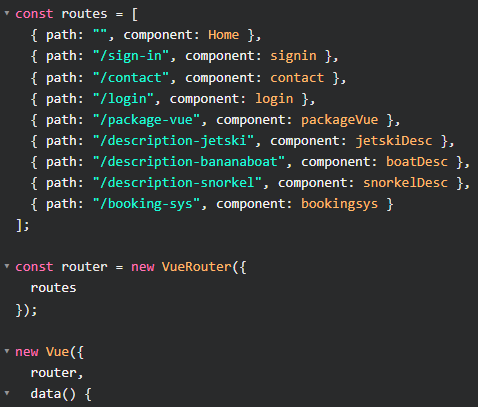 const routes = [
  { path: "", component: Home },
  { path: "/sign-in", component: signin },
  { path: "/contact", component: contact },
  { path: "/login", component: login },
  { path: "/package-vue", component: packageVue },
  { path: "/description-jetski", component: jetskiDesc },
  { path: "/description-bananaboat", component: boatDesc },
  { path: "/description-snorkel", component: snorkelDesc },
  { path: "/booking-sys", component: bookingsys }
];

const router = new VueRouter({
  routes
});

new Vue({
  router,
  data() {